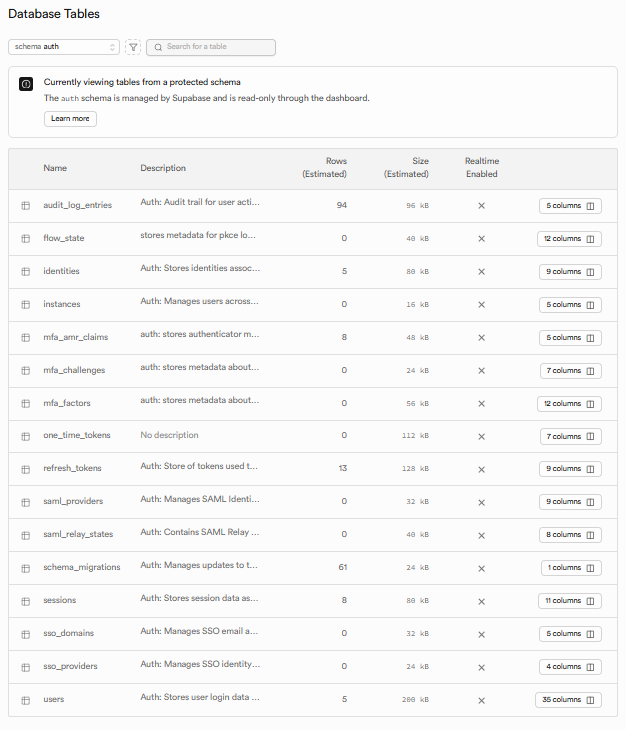 Database Tables
schema auth
Search for a table
Currently viewing tables from a protected schema
The auth schema is managed by Supabase and is read-only through the dashboard.
Learn more
Name Description Rows (Estimated) Size (Estimated) Realtime Enabled
audit_log_entries Auth: Audit trail for user acti... 94 96 kB 5 columns
flow_state stores metadata for pkce lo... 0 40 kB 12 columns
identities Auth: Stores identities assoc... 5 80 kB 9 columns
instances Auth: Manages users across... 0 16 kB 5 columns
mfa_amr_claims auth: stores authenticator m... 8 48 kB 5 columns
mfa_challenges auth: stores metadata about... 0 24 kB 7 columns
mfa_factors auth: stores metadata about... 0 56 kB 12 columns
one_time_tokens No description 0 112 kB 7 columns
refresh_tokens Auth: Store of tokens used t... 13 128 kB 9 columns
saml_providers Auth: Manages SAML Identi... 0 32 kB 9 columns
saml_relay_states Auth: Contains SAML Relay ... 0 40 kB 8 columns
schema_migrations Auth: Manages updates to t... 61 24 kB 1 columns
sessions Auth: Stores session data as... 8 80 kB 11 columns
sso_domains Auth: Manages SSO email a... 0 32 kB 5 columns
sso_providers Auth: Manages SSO identity... 0 24 kB 4 columns
users Auth: Stores user login data ... 5 200 kB 35 columns